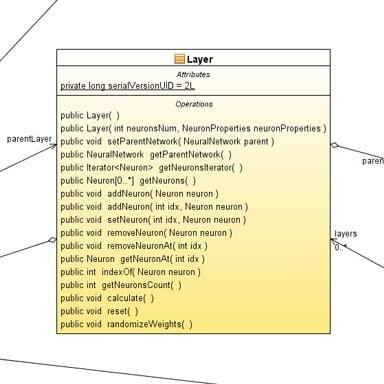 Layer
Attributes
private long serialVersionUID = 2L
Operations
public Layer( )
public Layer( int neuronsNum, NeuronProperties neuronProperties )
public void setParentNetwork( NeuralNetwork parent )
public NeuralNetwork getParentNetwork( )
public Iterator<Neuron> getNeuronsIterator( )
public Neuron[0..*] getNeurons( )
public void addNeuron( Neuron neuron )
public void addNeuron( int idx, Neuron neuron )
public void setNeuron( int idx, Neuron neuron )
public void removeNeuron( Neuron neuron )
public void removeNeuronAt( int idx )
public Neuron getNeuronAt( int idx )
public int indexOf( Neuron neuron )
public int getNeuronsCount( )
public void calculate( )
public void reset( )
public void randomizeWeights( )
parentLayer
paren
layers
0..*